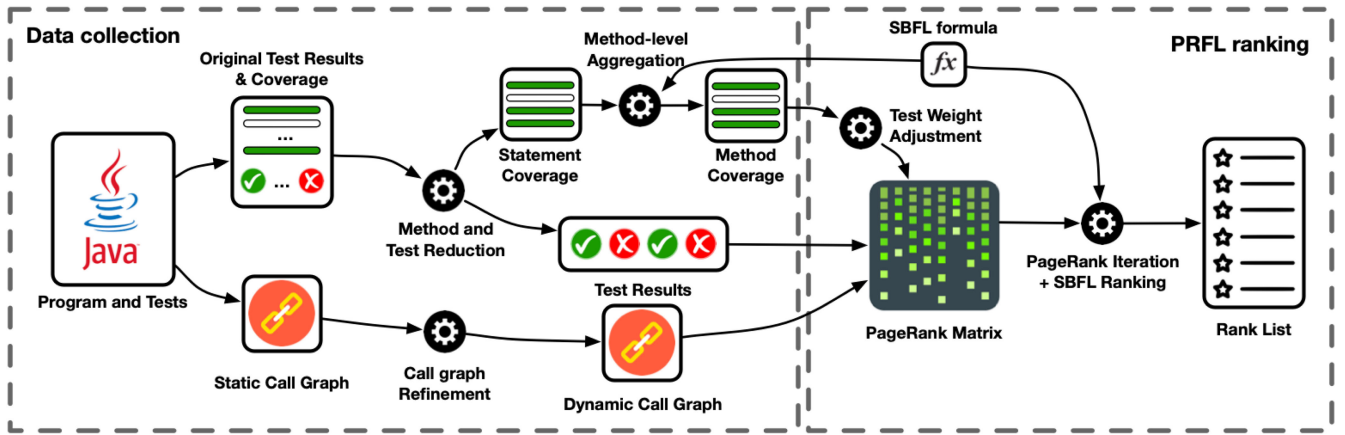 Data collection
Original Test Results
& Coverage
...
... 
Java
Program and Tests
Static Call Graph
Method and
Test Reduction
Call graph
Refinement
Statement
Coverage
Method-level
Aggregation
Method
Coverage
Test Results
Dynamic Call Graph
SBFL formula
fx
PRFL ranking
Test Weight
Adjustment
PageRank Matrix
PageRank Iteration
+ SBFL Ranking
Rank List